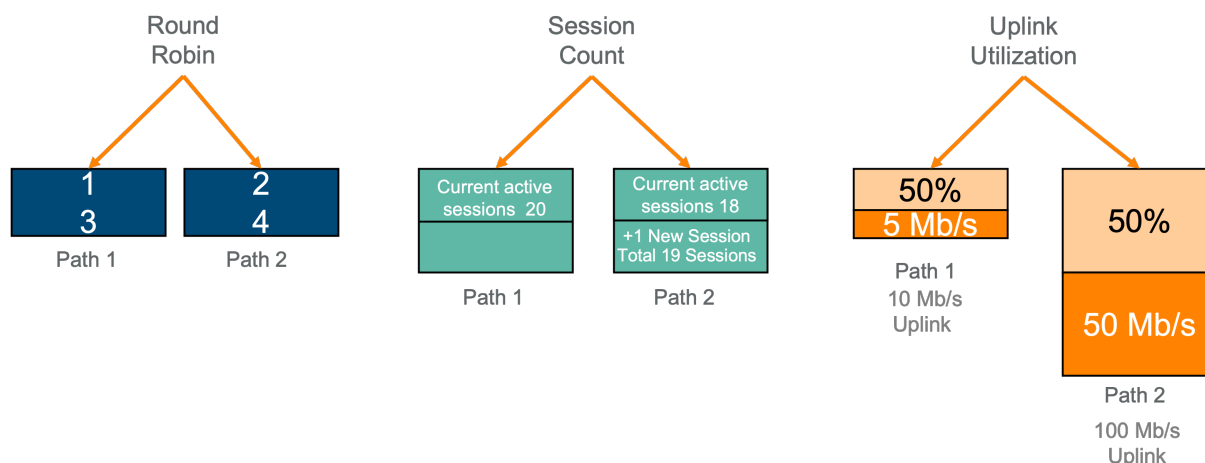 Round
Robin
1
3
Path 1
2
4
Path 2
Session
Count
Current active
sessions 20
Path 1
Current active
sessions 18
+1 New Session
Total 19 Sessions
Path 2
Uplink
Utilization
50%
5 Mb/s
Path 1
10 Mb/s
Uplink
50%
50 Mb/s
Path 2
100 Mb/s
Uplink